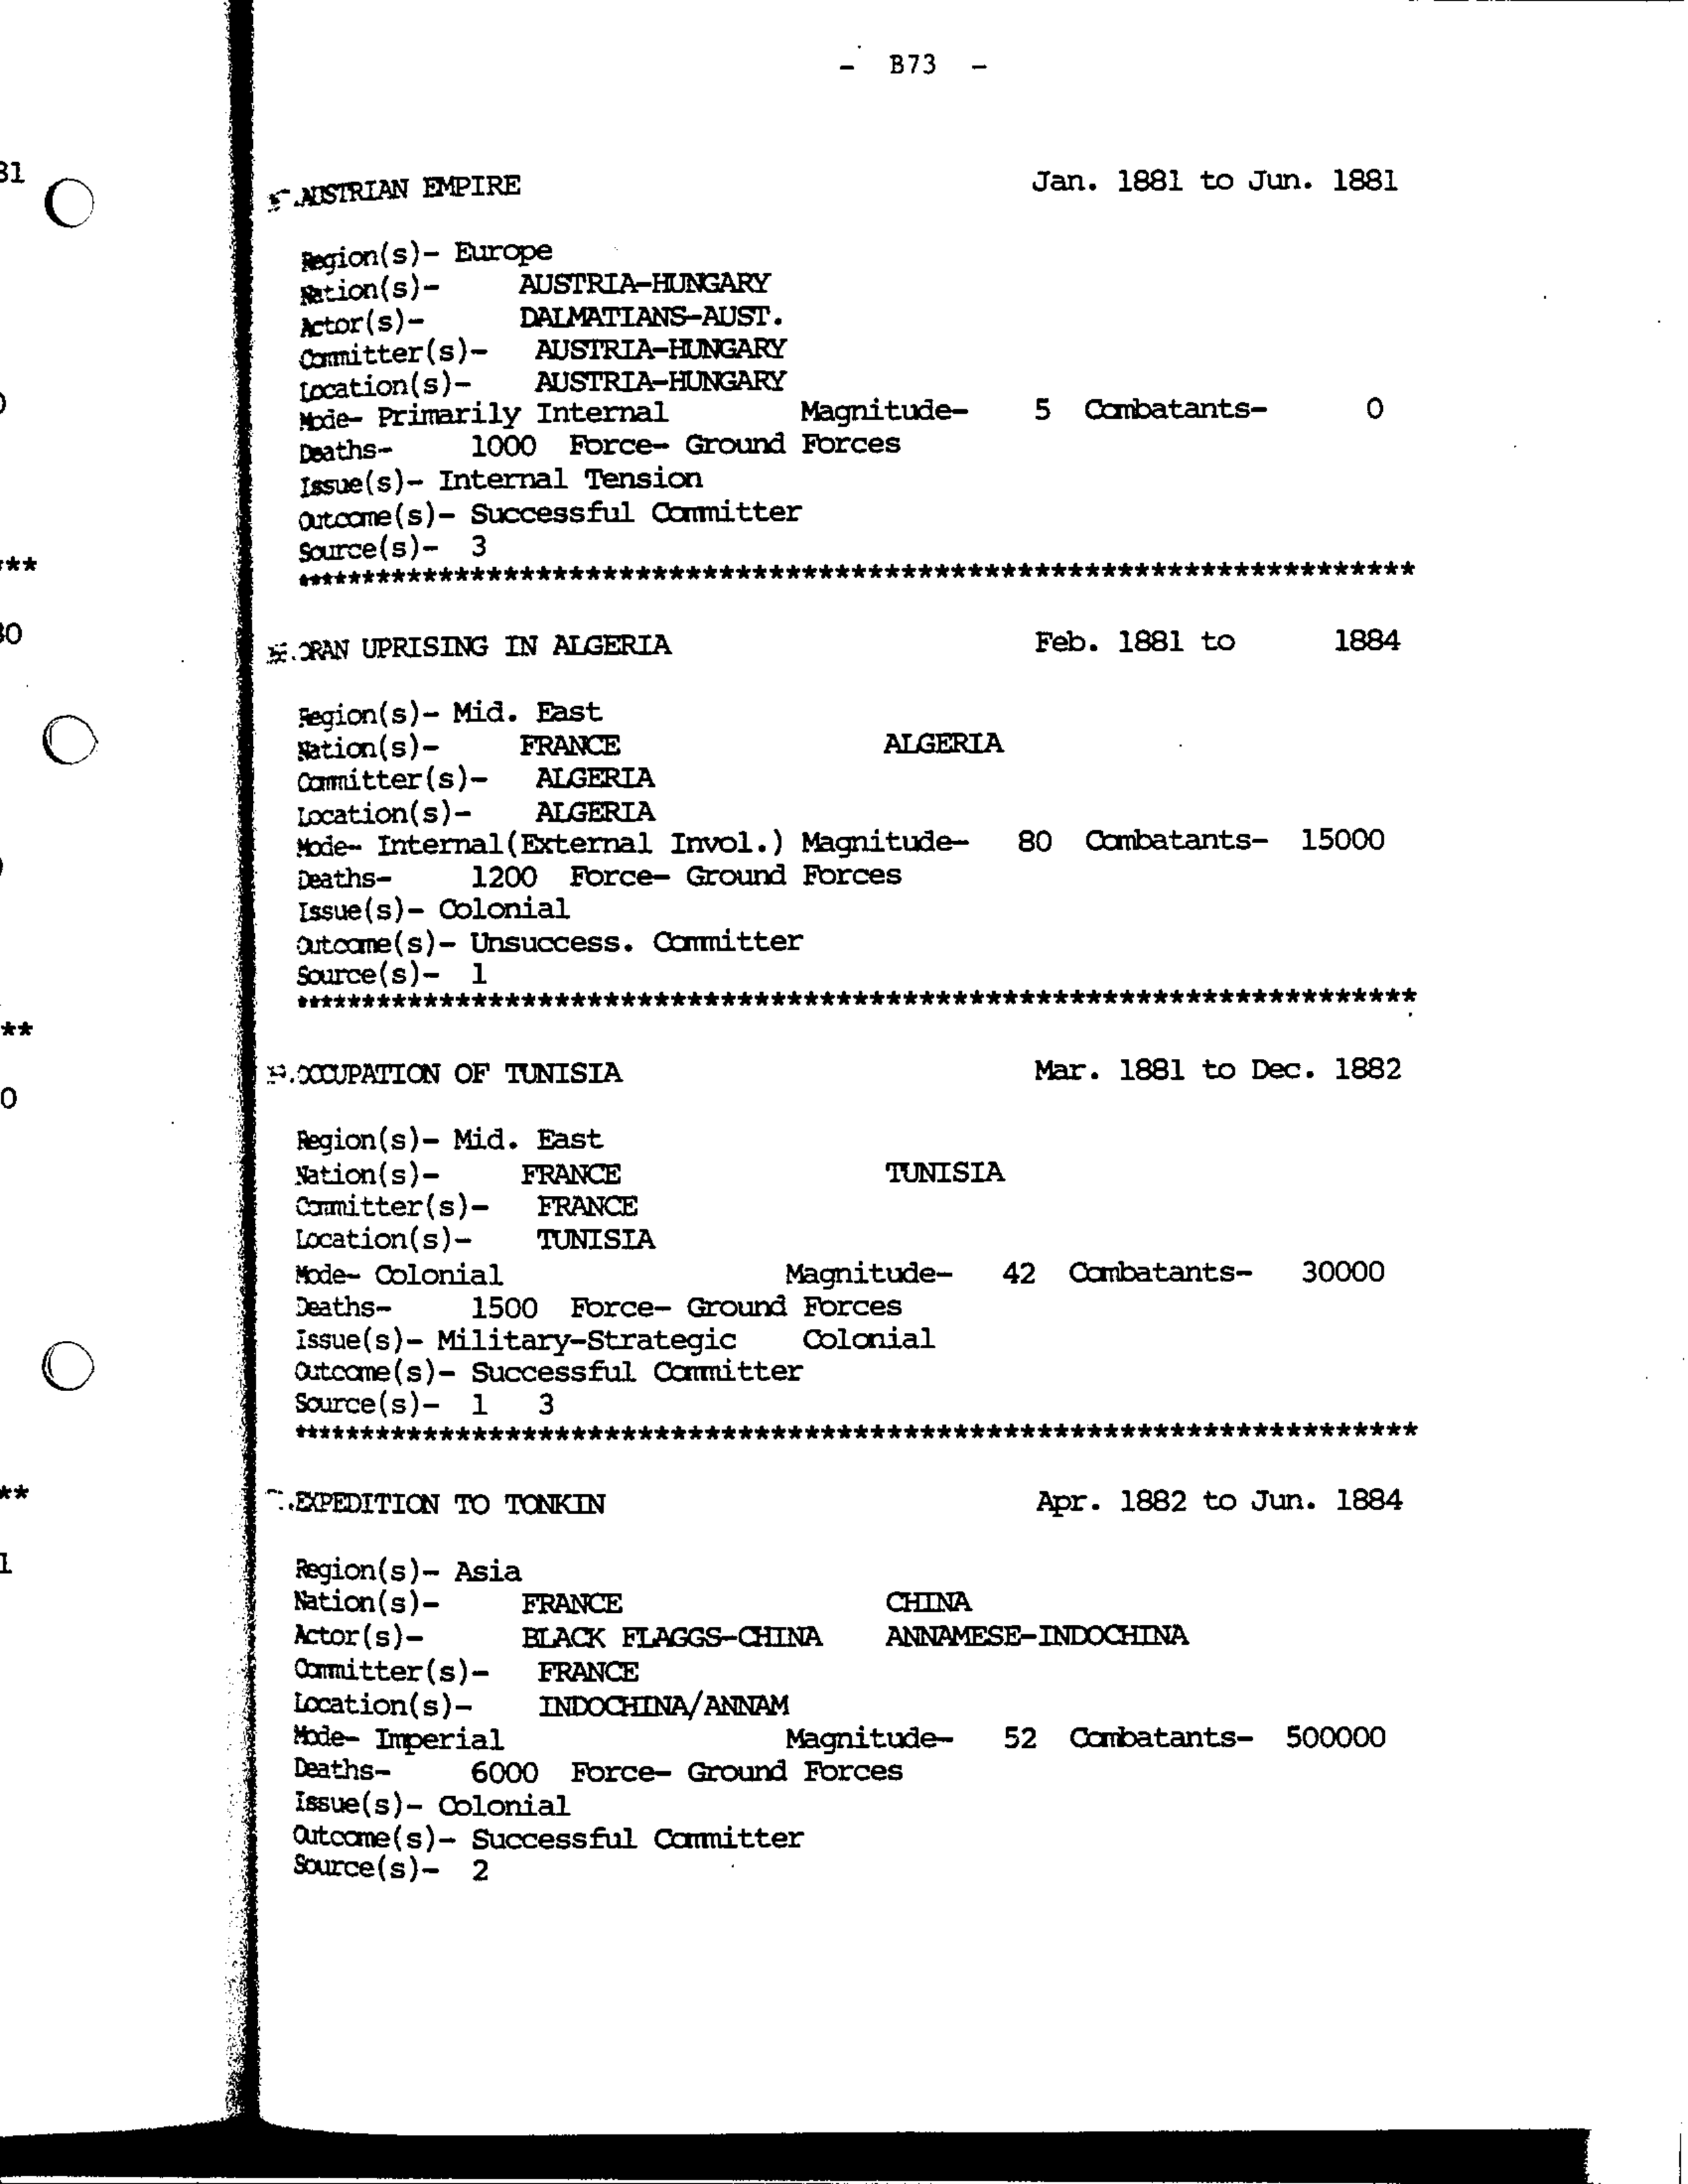 - B73 -
31
AUSTRIAN EMPIRE Jan. 1881 to Jun. 1881
Region(s)- Europe
Nation(s)- AUSTRIA-HUNGARY
Actor(s)- DALMATIANS-AUST.
Committer(s)- AUSTRIA-HUNGARY
Location(s)- AUSTRIA-HUNGARY
Mode- Primarily Internal Magnitude- 5 Combatants- 0
Deaths- 1000 Force- Ground Forces
Issue(s)- Internal Tension
Outcome(s)- Successful Committer
Source(s)- 3
***
***********************************************************************
30
ORAN UPRISING IN ALGERIA Feb. 1881 to 1884
Region(s)- Mid. East
Nation(s)- FRANCE ALGERIA
Committer(s)- ALGERIA
Location(s)- ALGERIA
Mode- Internal(External Invol.) Magnitude- 80 Combatants- 15000
Deaths- 1200 Force- Ground Forces
Issue(s)- Colonial
Outcome(s)- Unsuccess. Committer
Source(s)- 1
***********************************************************************
**
OCCUPATION OF TUNISIA Mar. 1881 to Dec. 1882
0
Region(s)- Mid. East
Nation(s)- FRANCE TUNISIA
Committer(s)- FRANCE
Location(s)- TUNISIA
Mode- Colonial Magnitude- 42 Combatants- 30000
Deaths- 1500 Force- Ground Forces
Issue(s)- Military-Strategic Colonial
Outcome(s)- Successful Committer
Source(s)- 1 3
***********************************************************************
**
EXPEDITION TO TONKIN Apr. 1882 to Jun. 1884
1
Region(s)- Asia
Nation(s)- FRANCE CHINA
Actor(s)- BLACK FLAGGS-CHINA ANNAMESE-INDOCHINA
Committer(s)- FRANCE
Location(s)- INDOCHINA/ANNAM
Mode- Imperial Magnitude- 52 Combatants- 500000
Deaths- 6000 Force- Ground Forces
Issue(s)- Colonial
Outcome(s)- Successful Committer
Source(s)- 2